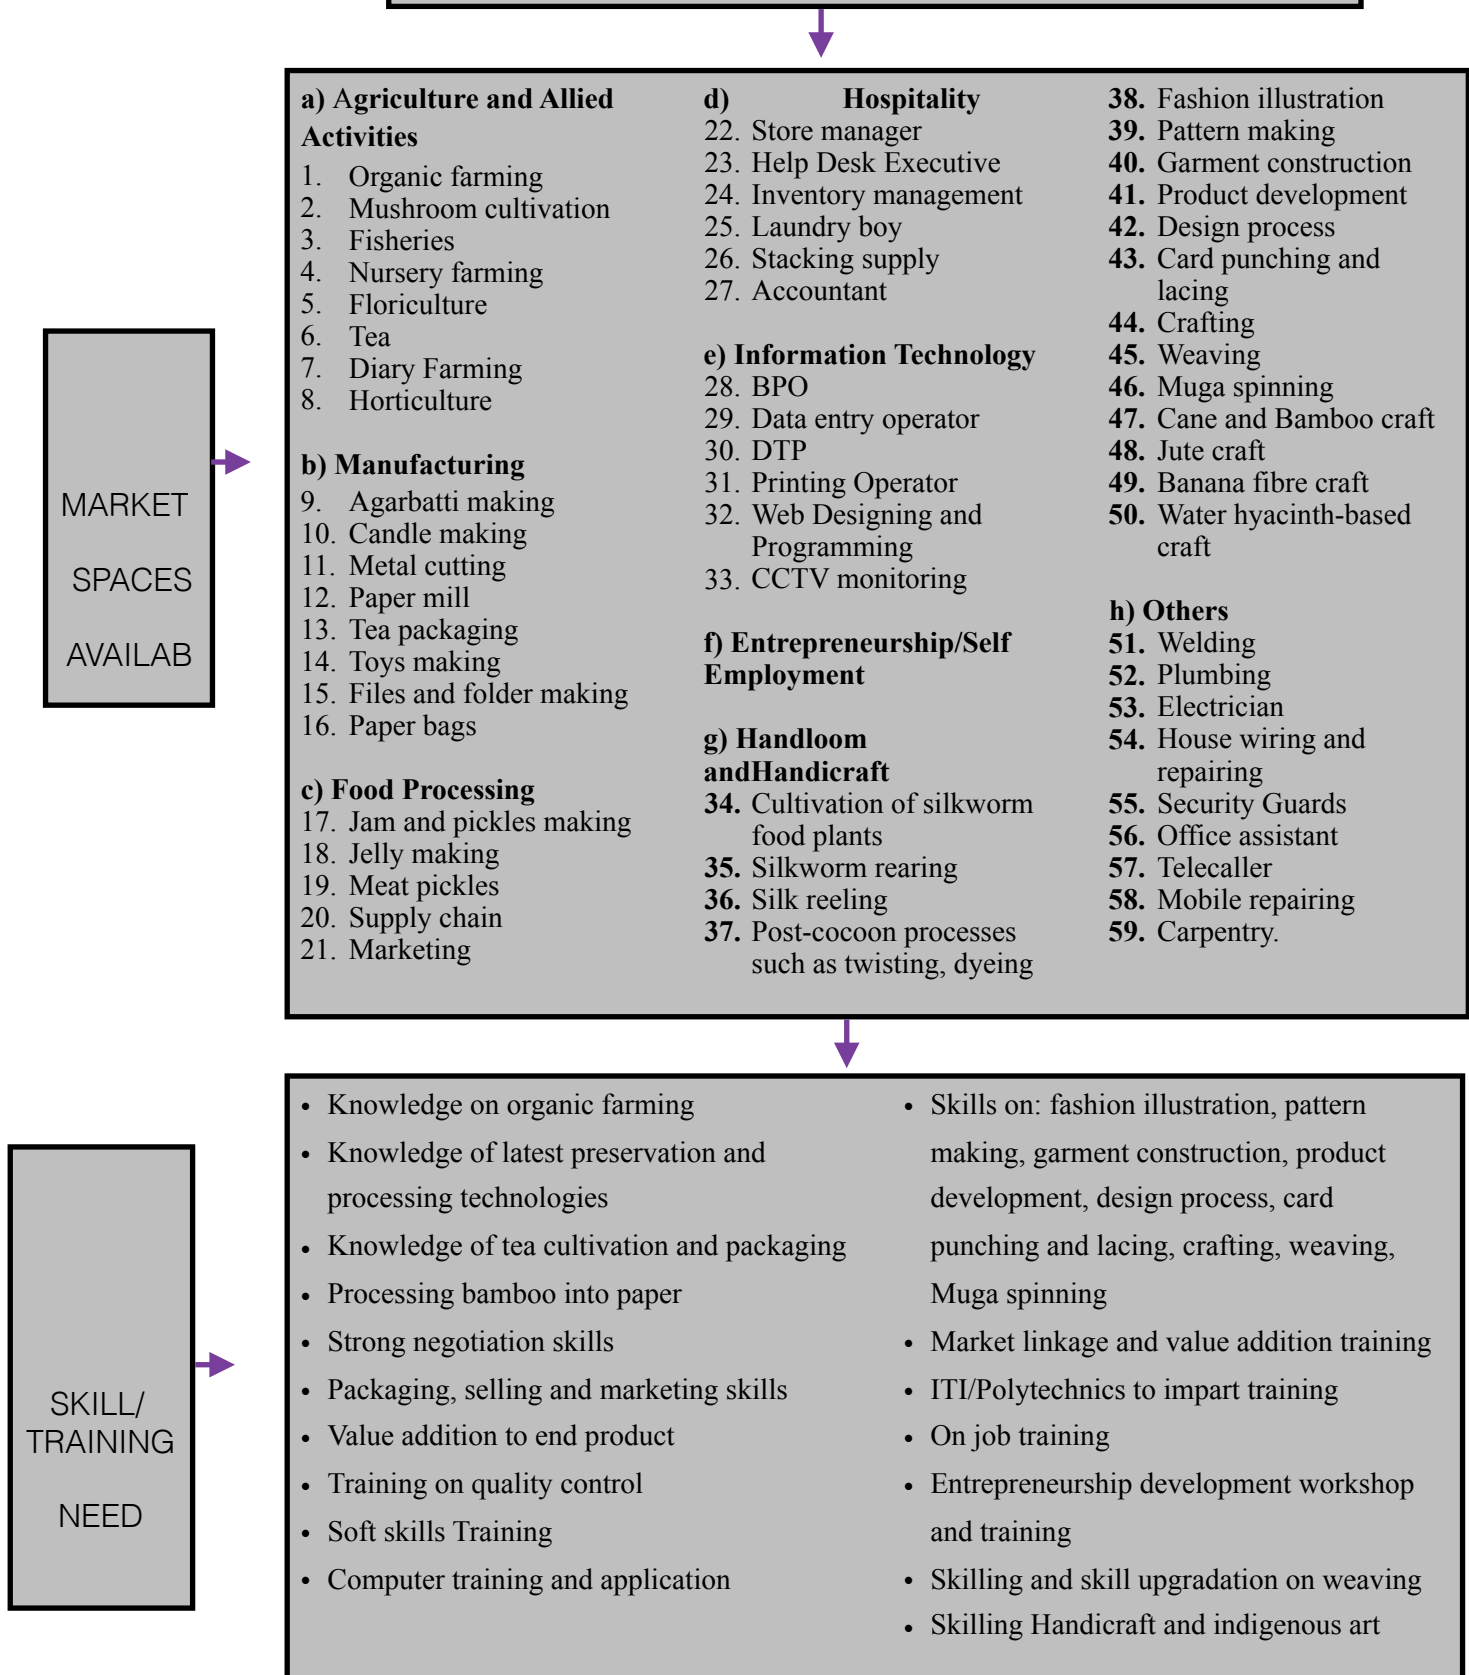 MARKET
SPACES
AVAILAB
a) Agriculture and Allied
Activities
1. Organic farming
2. Mushroom cultivation
3. Fisheries
4. Nursery farming
5. Floriculture
6. Tea
7. Diary Farming
8. Horticulture
b) Manufacturing
9. Agarbatti making
10. Candle making
11. Metal cutting
12. Paper mill
13. Tea packaging
14. Toys making
15. Files and folder making
16. Paper bags
c) Food Processing
17. Jam and pickles making
18. Jelly making
19. Meat pickles
20. Supply chain
21. Marketing
d) Hospitality
22. Store manager
23. Help Desk Executive
24. Inventory management
25. Laundry boy
26. Stacking supply
27. Accountant
e) Information Technology
28. BPO
29. Data entry operator
30. DTP
31. Printing Operator
32. Web Designing and
Programming
33. CCTV monitoring
f) Entrepreneurship/Self
Employment
g) Handloom
andHandicraft
34. Cultivation of silkworm
food plants
35. Silkworm rearing
36. Silk reeling
37. Post-cocoon processes
such as twisting, dyeing
38. Fashion illustration
39. Pattern making
40. Garment construction
41. Product development
42. Design process
43. Card punching and
lacing
44. Crafting
45. Weaving
46. Muga spinning
47. Cane and Bamboo craft
48. Jute craft
49. Banana fibre craft
50. Water hyacinth-based
craft
h) Others
51. Welding
52. Plumbing
53. Electrician
54. House wiring and
repairing
55. Security Guards
56. Office assistant
57. Telecaller
58. Mobile repairing
59. Carpentry.
SKILL/
TRAINING
NEED
• Knowledge on organic farming
• Knowledge of latest preservation and
processing technologies
• Knowledge of tea cultivation and packaging
• Processing bamboo into paper
• Strong negotiation skills
• Packaging, selling and marketing skills
• Value addition to end product
• Training on quality control
• Soft skills Training
• Computer training and application
• Skills on: fashion illustration, pattern
making, garment construction, product
development, design process, card
punching and lacing, crafting, weaving,
Muga spinning
• Market linkage and value addition training
• ITI/Polytechnics to impart training
• On job training
• Entrepreneurship development workshop
and training
• Skilling and skill upgradation on weaving
• Skilling Handicraft and indigenous art